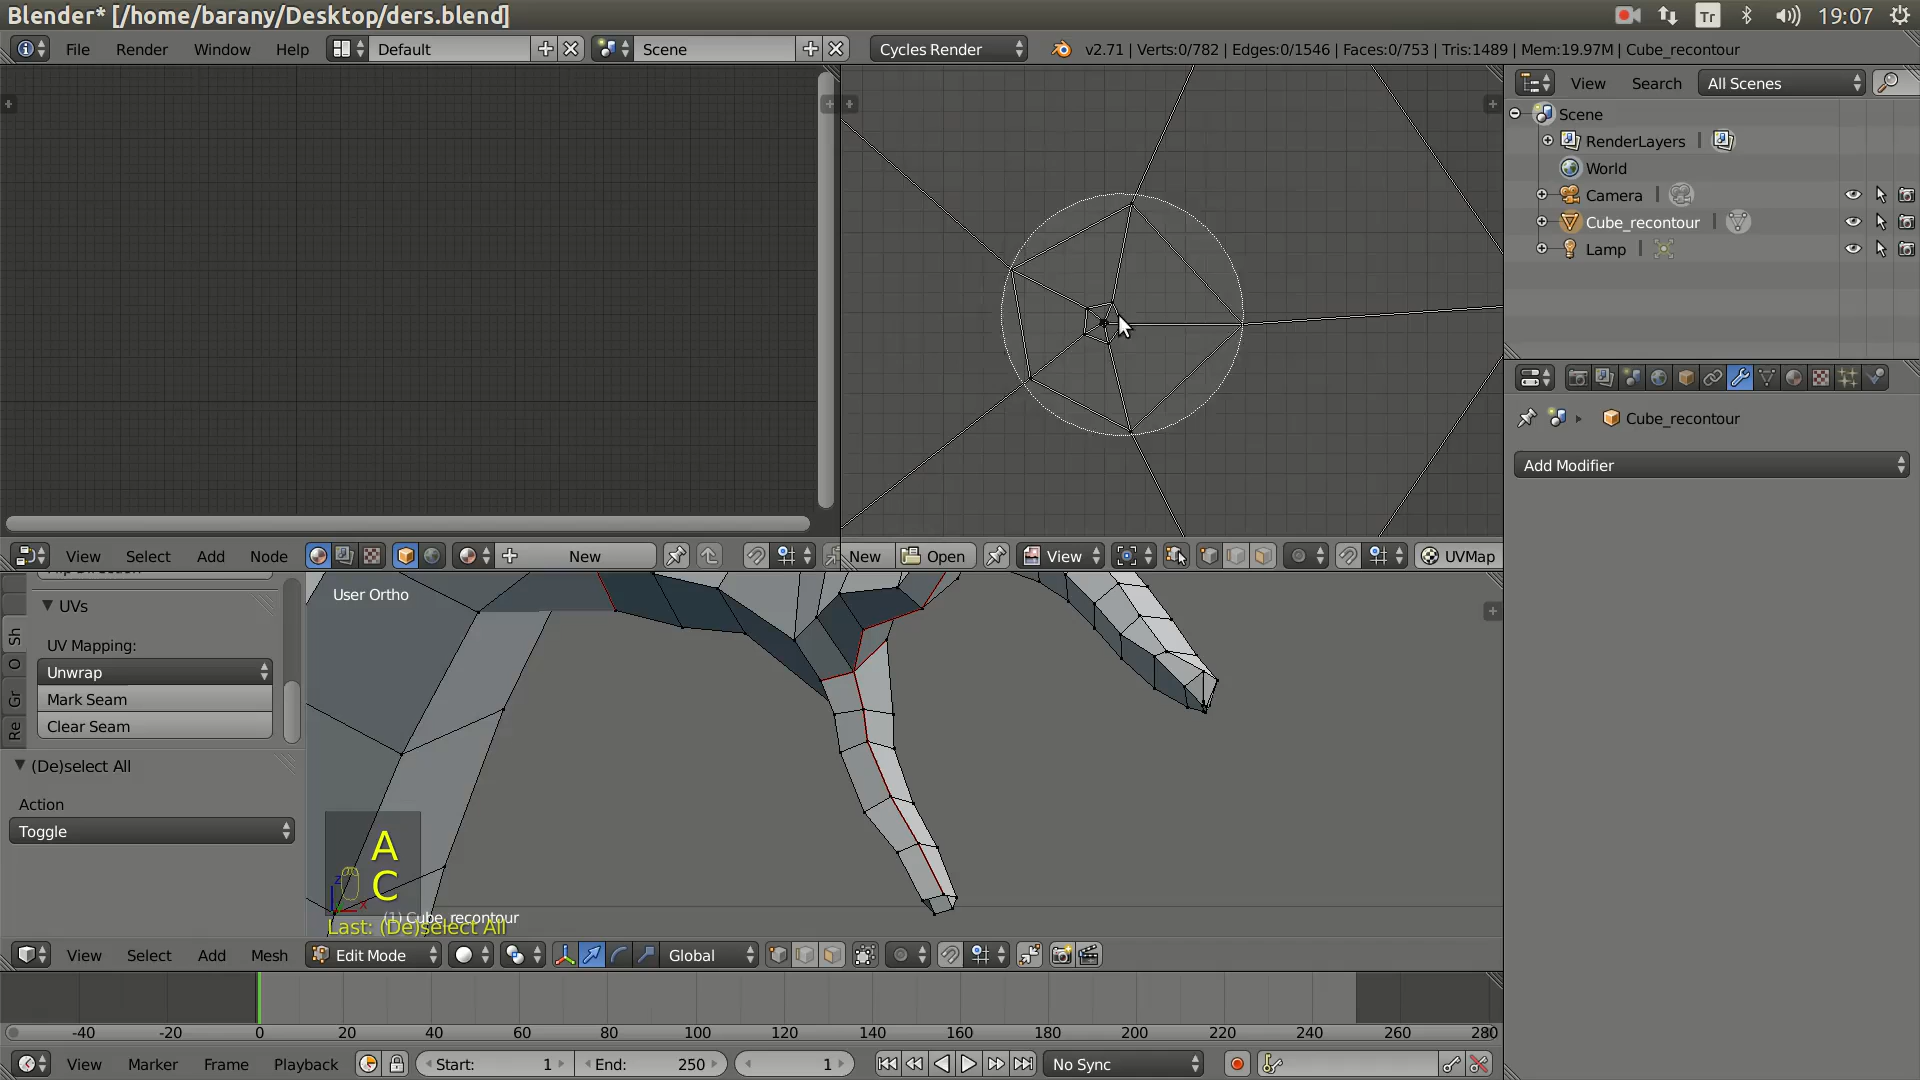 Blender* [/home/barany/Desktop/ders.blend]
Tr 19:07
File Render Window Help Default Scene Cycles Render v2.71 | Verts:0/782 | Edges:0/1546 | Faces:0/753 | Tris:1489 | Mem:19.97M | Cube_recontour
View Search All Scenes
Scene
RenderLayers
World
Camera
Cube_recontour
Lamp
Cube_recontour
Add Modifier
View Select Add Node New
New Open View UVMap
UVs
UV Mapping:
Unwrap
Mark Seam
Clear Seam
(De)select All
Action
Toggle
Sh
O
Gr
Re
User Ortho
A
C
(1) Cube_recontour
Last: (De)select All
View Select Add Mesh Edit Mode Global
-40 -20 0 20 40 60 80 100 120 140 160 180 200 220 240 260 280
View Marker Frame Playback Start: 1 End: 250 1 No Sync